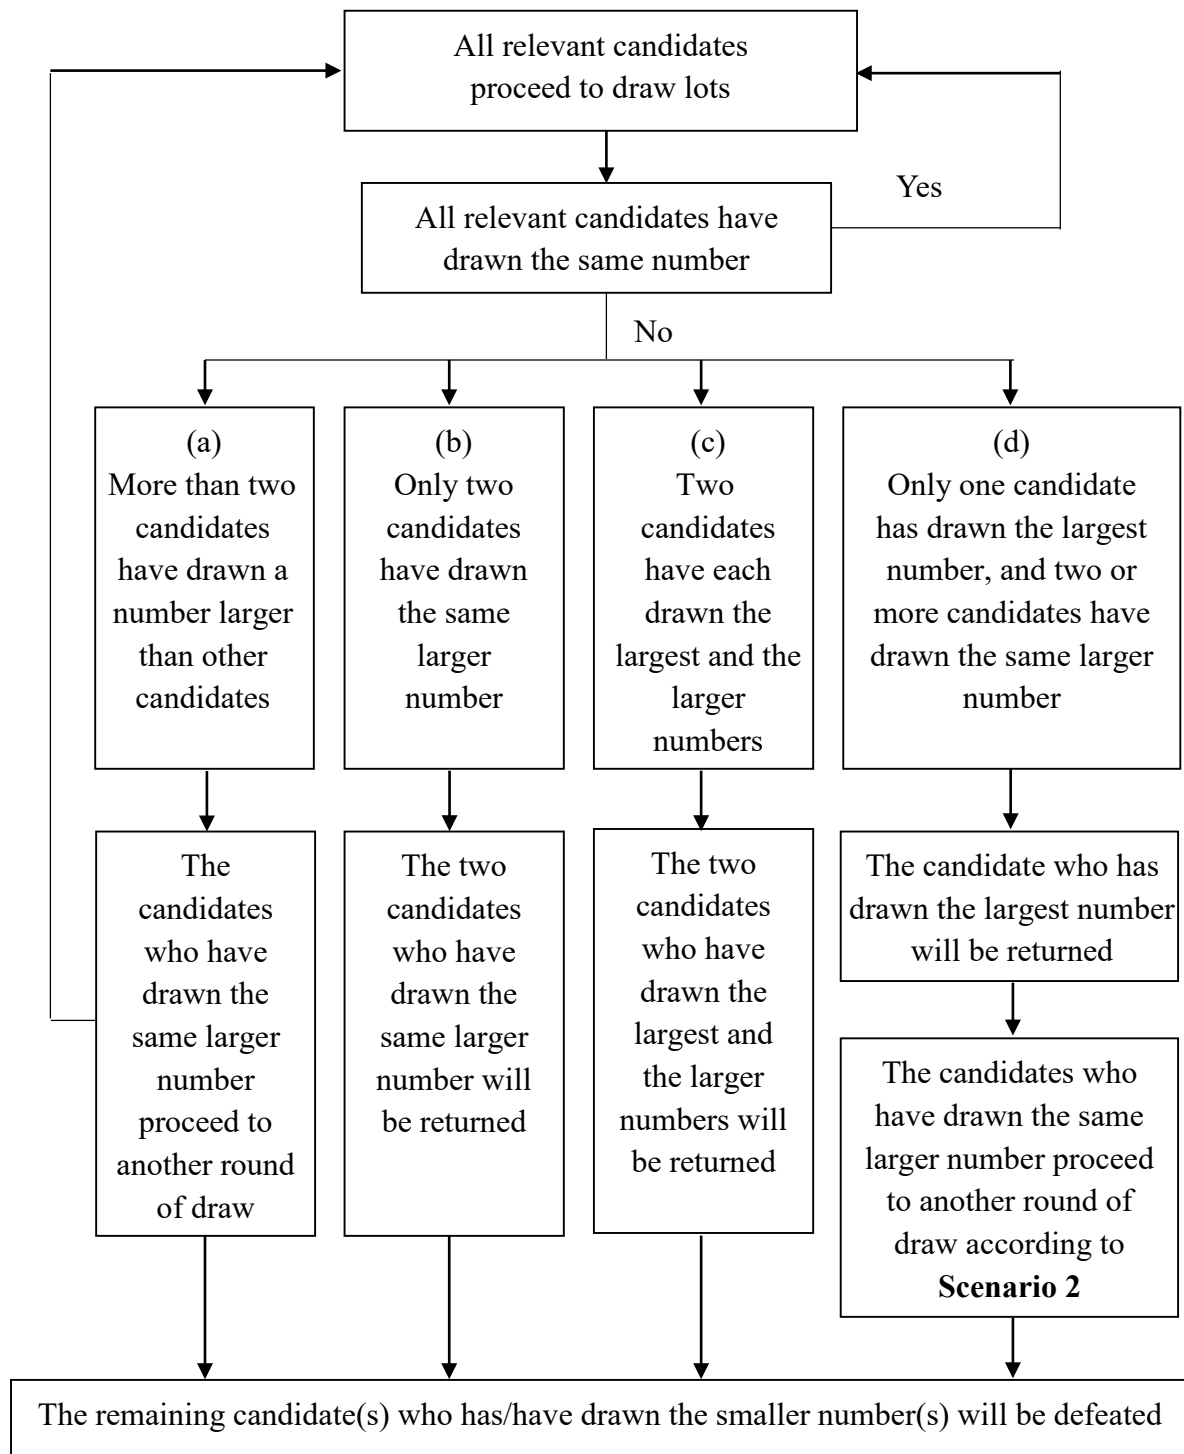 All relevant candidates
proceed to draw lots
Yes
All relevant candidates have
drawn the same number
No
(a)
More than two
candidates
have drawn a
number larger
than other
candidates
(b)
Only two
candidates
have drawn
the same
larger
number
(c)
Two
candidates
have each
drawn the
largest and the
larger
numbers
(d)
Only one candidate
has drawn the largest
number, and two or
more candidates have
drawn the same larger
number
The
candidates
who have
drawn the
same larger
number
proceed to
another round
of draw
The two
candidates
who have
drawn the
same larger
number will
be returned
The two
candidates
who have
drawn the
largest and
the larger
numbers will
be returned
The candidate who has
drawn the largest number
will be returned
The candidates who
have drawn the same
larger number proceed
to another round of
draw according to
Scenario 2
The remaining candidate(s) who has/have drawn the smaller number(s) will be defeated